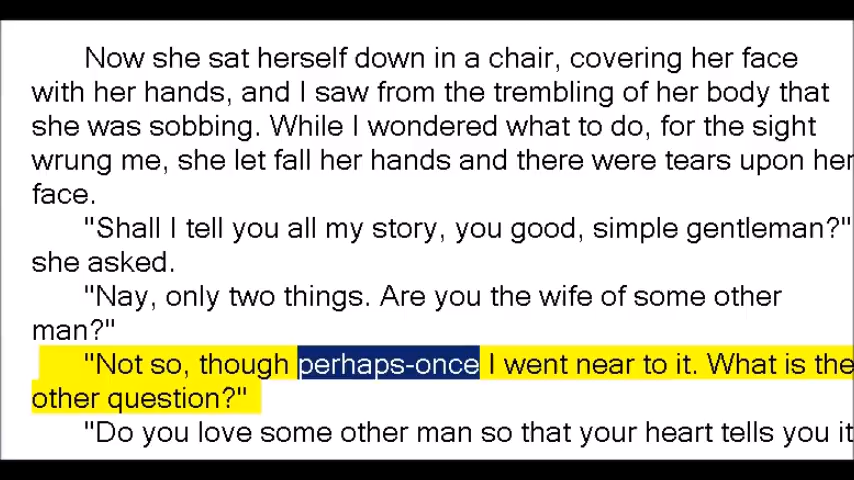 Now she sat herself down in a chair, covering her face
with her hands, and I saw from the trembling of her body that
she was sobbing. While I wondered what to do, for the sight
wrung me, she let fall her hands and there were tears upon her
face.
"Shall I tell you all my story, you good, simple gentleman?"
she asked.
"Nay, only two things. Are you the wife of some other
man?"
"Not so, though perhaps-once I went near to it. What is the
other question?"
"Do you love some other man so that your heart tells you it